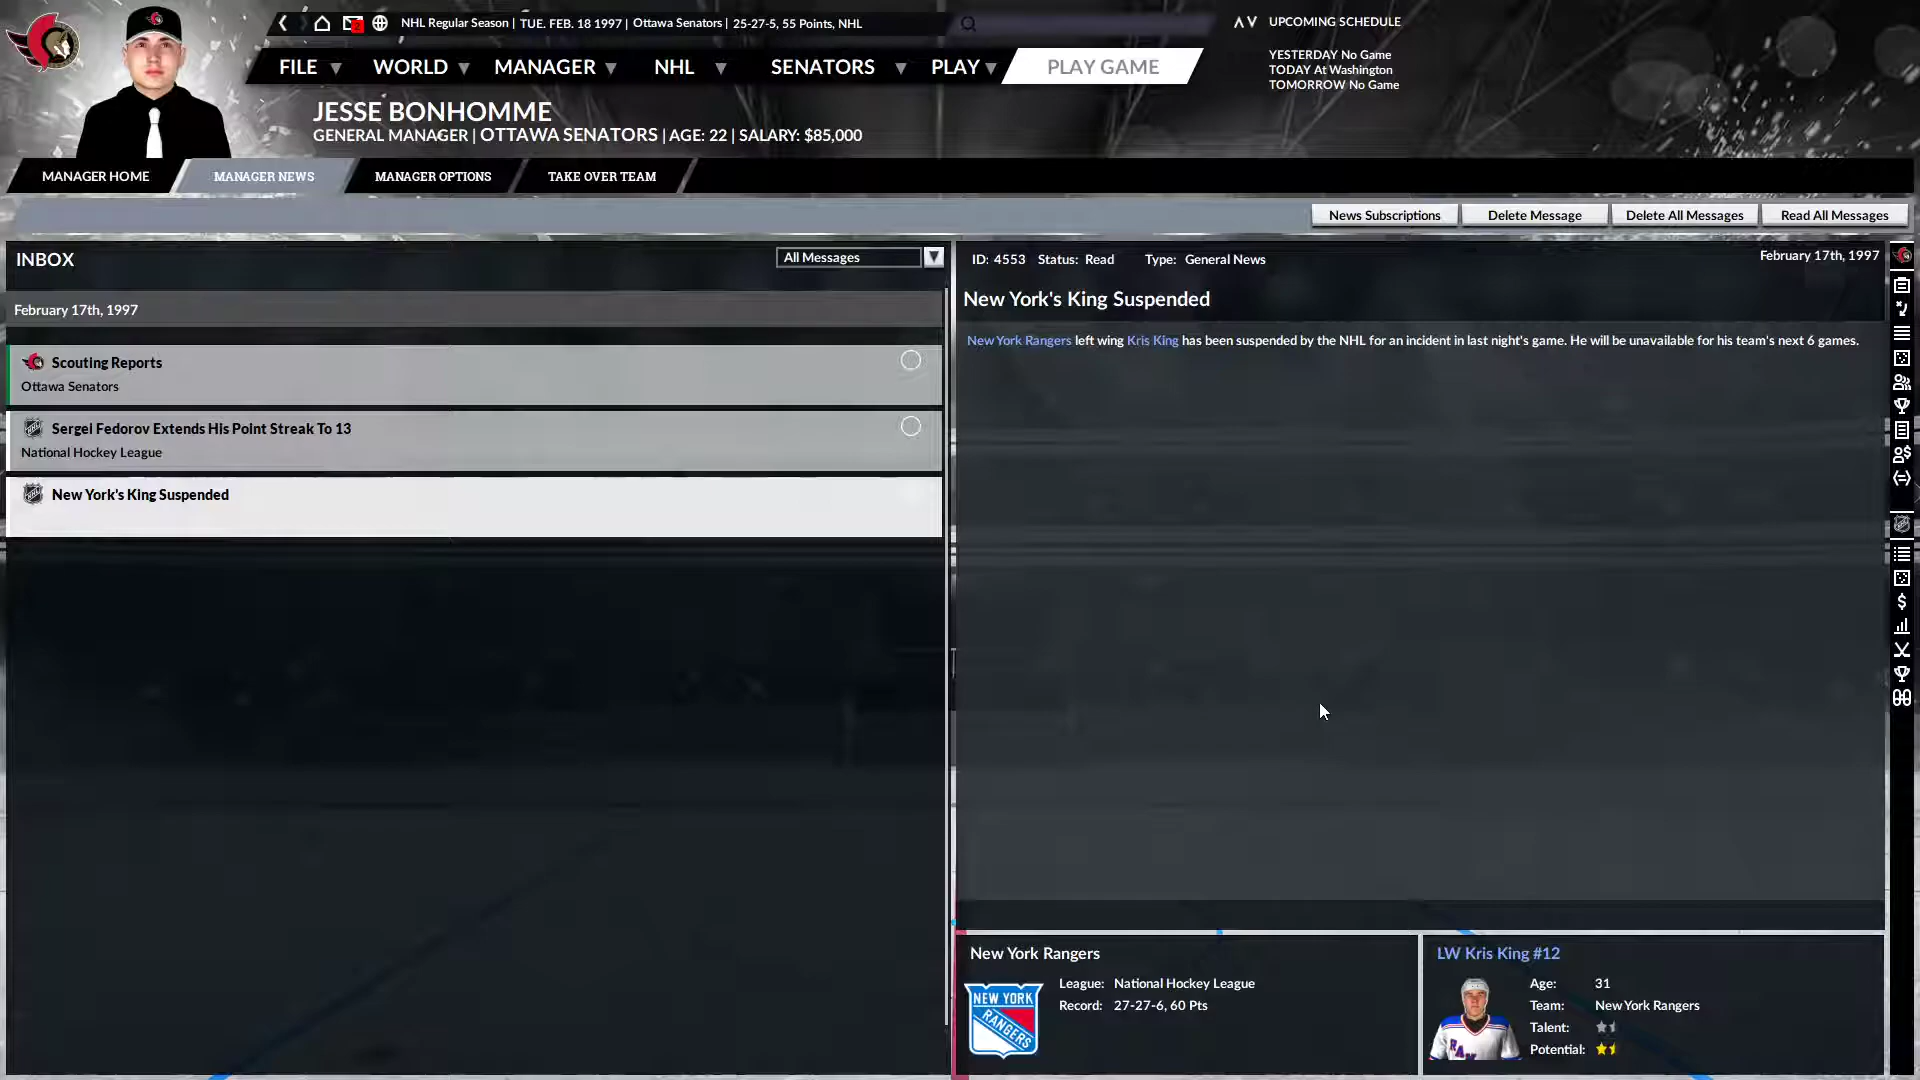 NHL Regular Season | TUE. FEB. 18 1997 | Ottawa Senators | 25-27-5, 55 Points, NHL
UPCOMING SCHEDULE
YESTERDAY No Game
TODAY At Washington
TOMORROW No Game
FILE WORLD MANAGER NHL SENATORS PLAY PLAY GAME
JESSE BONHOMME
GENERAL MANAGER | OTTAWA SENATORS | AGE: 22 | SALARY: $85,000
MANAGER HOME MANAGER NEWS MANAGER OPTIONS TAKE OVER TEAM
News Subscriptions Delete Message Delete All Messages Read All Messages
INBOX All Messages
February 17th, 1997
Scouting Reports
Ottawa Senators
Sergei Fedorov Extends His Point Streak To 13
National Hockey League
New York's King Suspended
ID: 4553 Status: Read Type: General News February 17th, 1997
New York's King Suspended
New York Rangers left wing Kris King has been suspended by the NHL for an incident in last night's game. He will be unavailable for his team's next 6 games.
New York Rangers
NEW YORK
RANGERS
League: National Hockey League
Record: 27-27-6, 60 Pts
LW Kris King #12
Age: 31
Team: New York Rangers
Talent:
Potential: